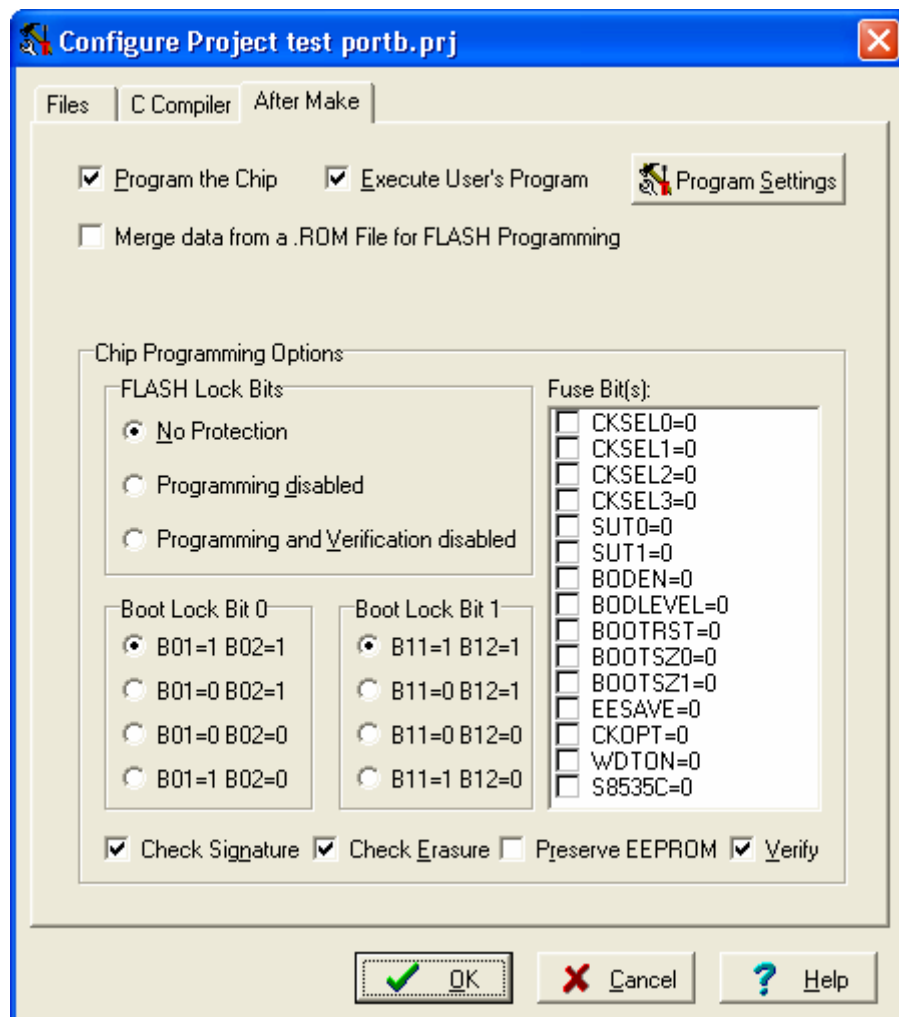 Configure Project test portb.prj
Files C Compiler After Make
Program the Chip Execute User's Program Program Settings
Merge data from a .ROM File for FLASH Programming
Chip Programming Options
FLASH Lock Bits
No Protection
Programming disabled
Programming and Verification disabled
Boot Lock Bit 0
B01=1 B02=1
B01=0 B02=1
B01=0 B02=0
B01=1 B02=0
Boot Lock Bit 1
B11=1 B12=1
B11=0 B12=1
B11=0 B12=0
B11=1 B12=0
Fuse Bit(s):
CKSEL0=0
CKSEL1=0
CKSEL2=0
CKSEL3=0
SUT0=0
SUT1=0
BODEN=0
BODLEVEL=0
BOOTRST=0
BOOTSZ0=0
BOOTSZ1=0
EESAVE=0
CKOPT=0
WDTON=0
S8535C=0
Check Signature Check Erasure Preserve EEPROM Verify
OK Cancel Help